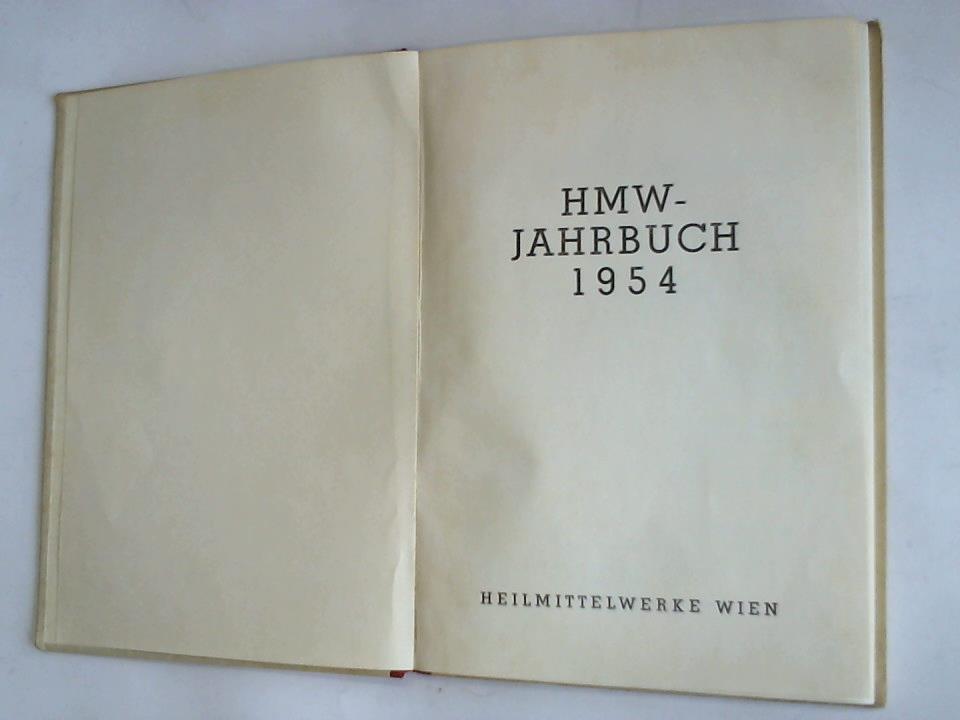 HMW-
JAHRBUCH
1954
HEILMITTELWERKE WIEN